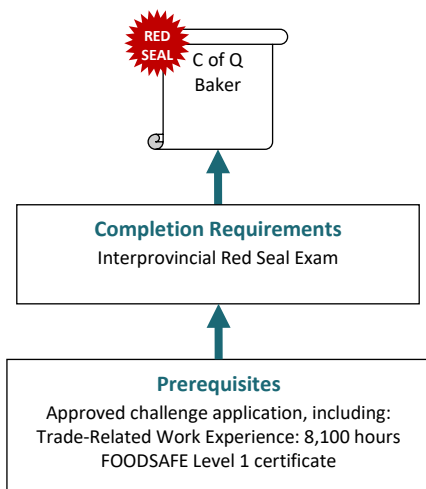 RED
SEAL
C of Q
Baker
Completion Requirements
Interprovincial Red Seal Exam
Prerequisites
Approved challenge application, including:
Trade-Related Work Experience: 8,100 hours
FOODSAFE Level 1 certificate